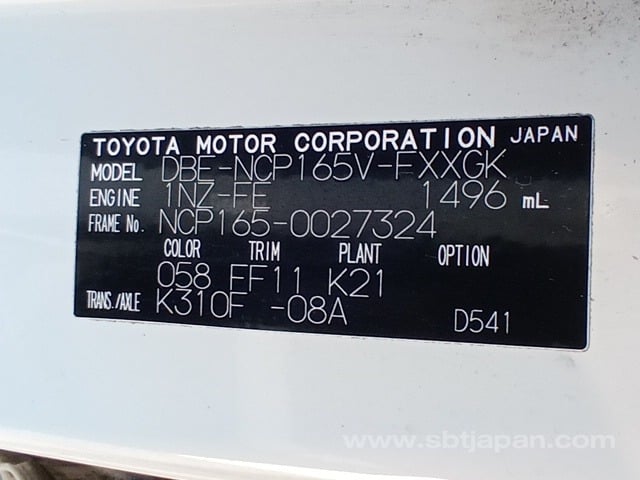 TOYOTA MOTOR CORPORATION JAPAN
MODEL DBE-NCP165V-EXXGK
ENGINE 1NZ-FE 1496 mL
FRAME No. NCP165-0027324
COLOR TRIM PLANT OPTION
058 FF11 K21
TRANS./AXLE K310F -08A
D541
www.sbtjapan.com